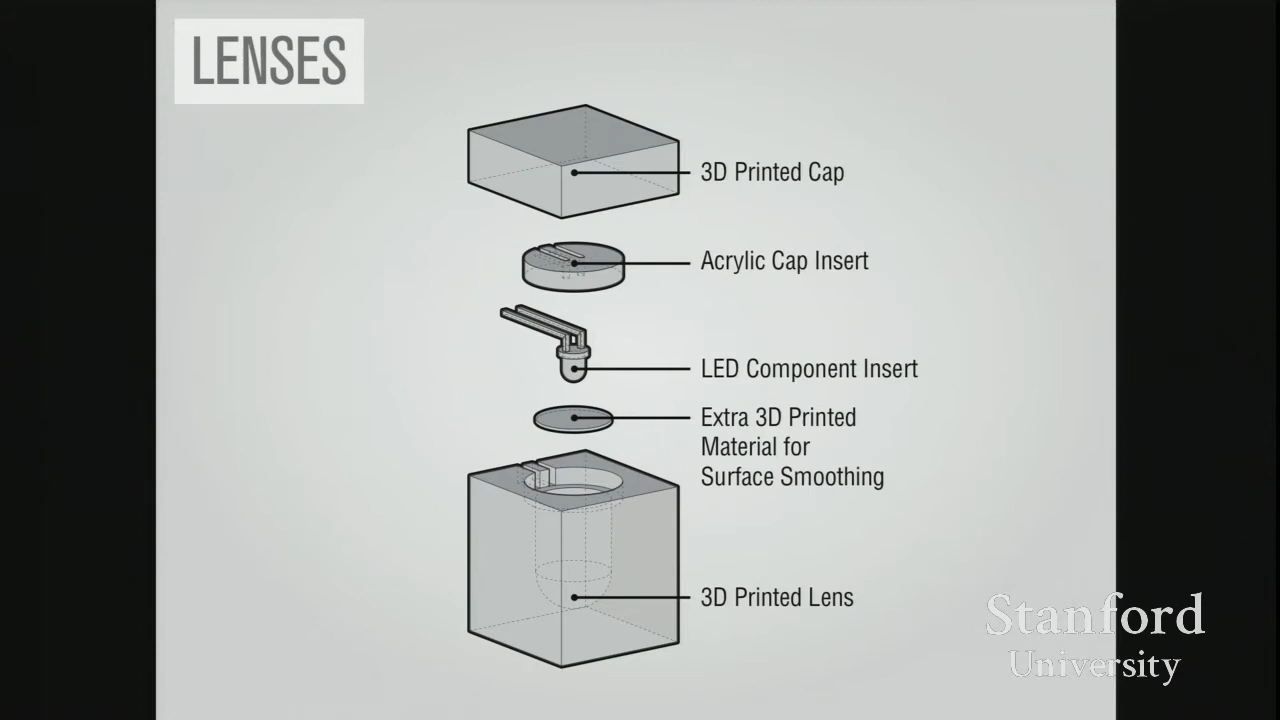 LENSES
3D Printed Cap
Acrylic Cap Insert
LED Component Insert
Extra 3D Printed
Material for
Surface Smoothing
3D Printed Lens
Stanford
University